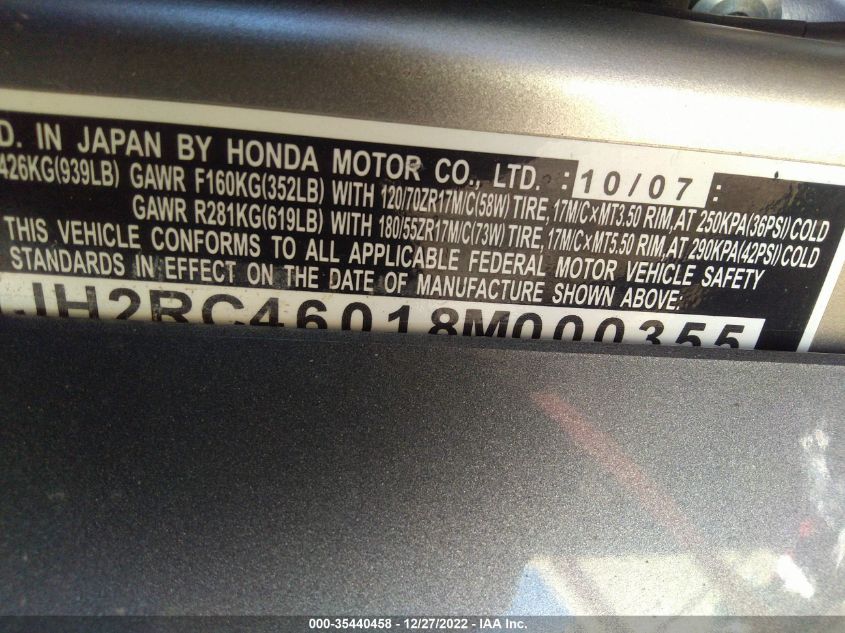 D. IN JAPAN BY HONDA MOTOR CO., LTD. : 10/07 :
426KG(939LB) GAWR F160KG(352LB) WITH 120/70ZR17M/C(58W) TIRE, 17M/C×MT3.50 RIM,AT 250KPA(36PSI)COLD
GAWR R281KG(619LB) WITH 180/55ZR17M/C(73W) TIRE, 17M/C×MT5.50 RIM,AT 290KPA(42PSI)COLD
THIS VEHICLE CONFORMS TO ALL APPLICABLE FEDERAL MOTOR VEHICLE SAFETY
STANDARDS IN EFFECT ON THE DATE OF MANUFACTURE SHOWN ABOVE:
JH2RC46018M000355
000-35440458 - 12/27/2022 - IAA Inc.